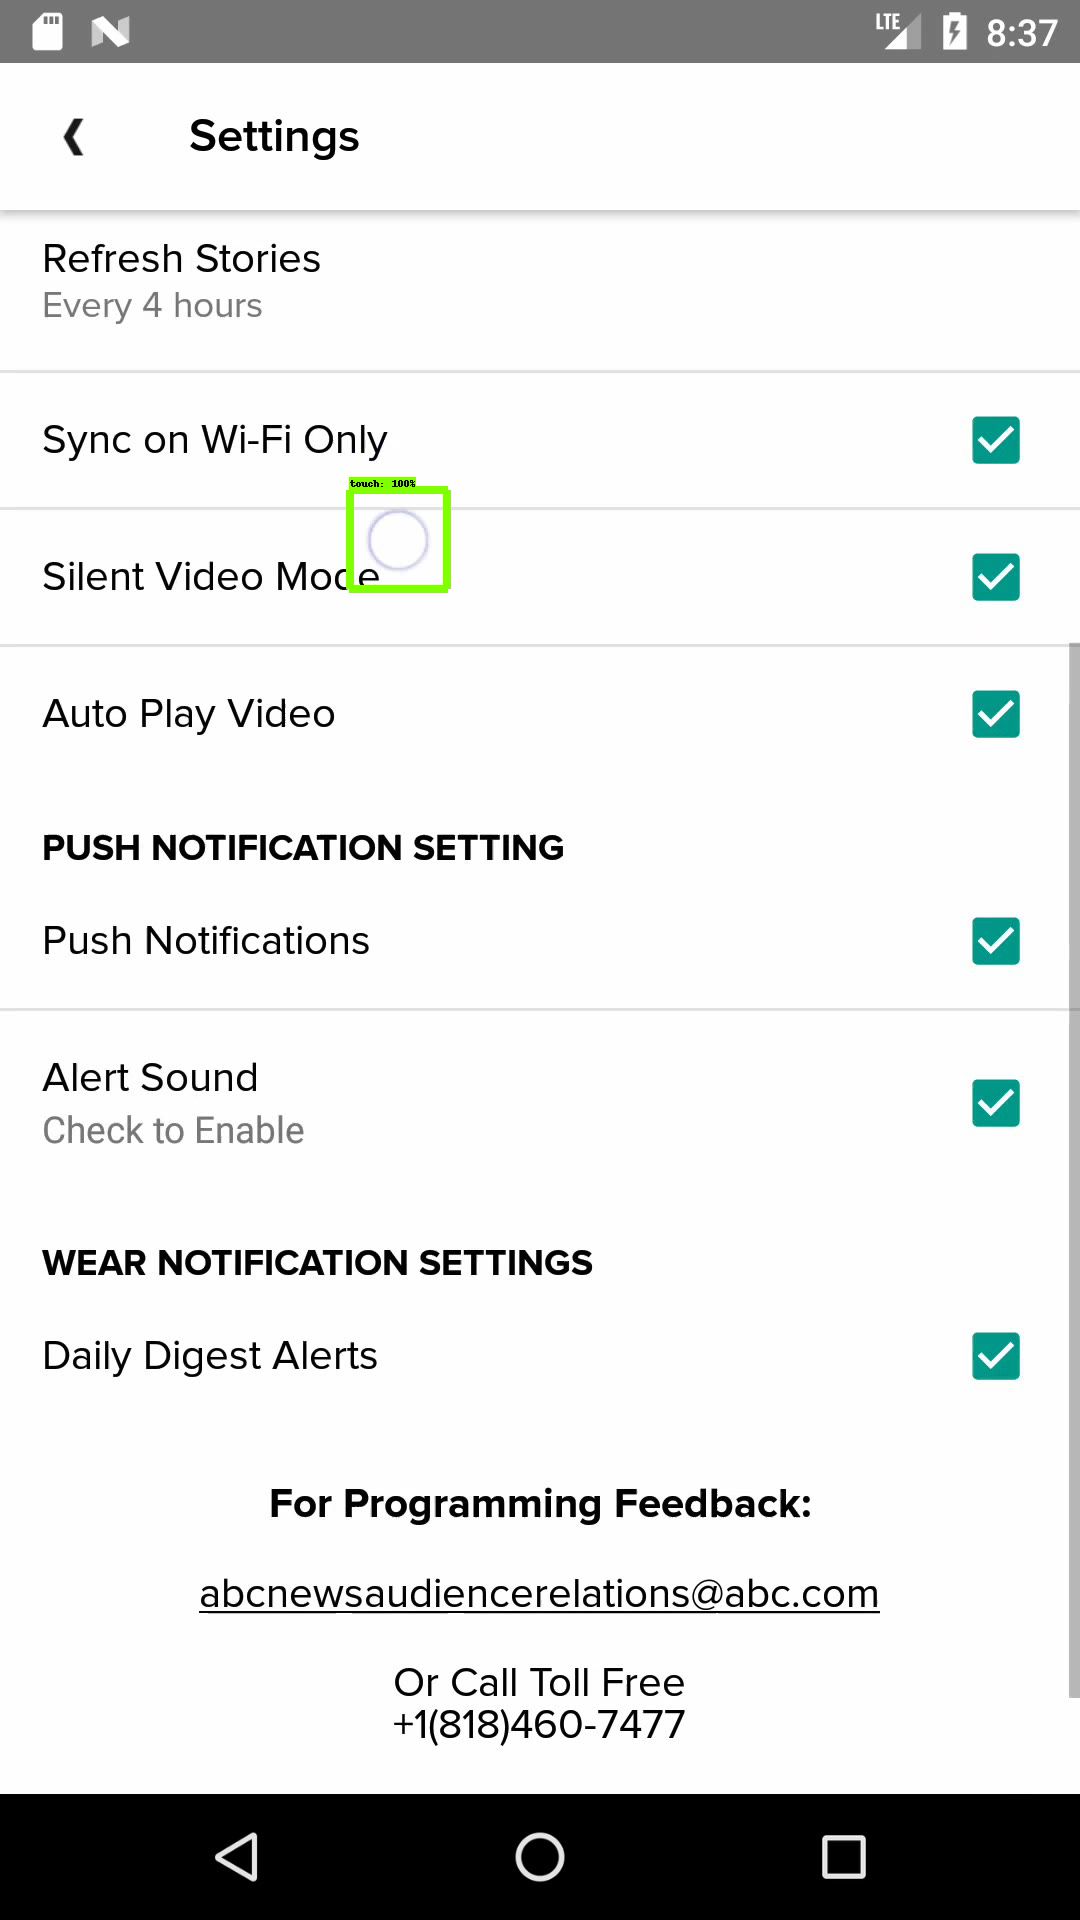 LTE 8:37
Settings
Refresh Stories
Every 4 hours
Sync on Wi-Fi Only
touch: 100%
Silent Video Mode
Auto Play Video
PUSH NOTIFICATION SETTING
Push Notifications
Alert Sound
Check to Enable
WEAR NOTIFICATION SETTINGS
Daily Digest Alerts
For Programming Feedback:
abcnewsaudiencerelations@abc.com
Or Call Toll Free
+1(818)460-7477